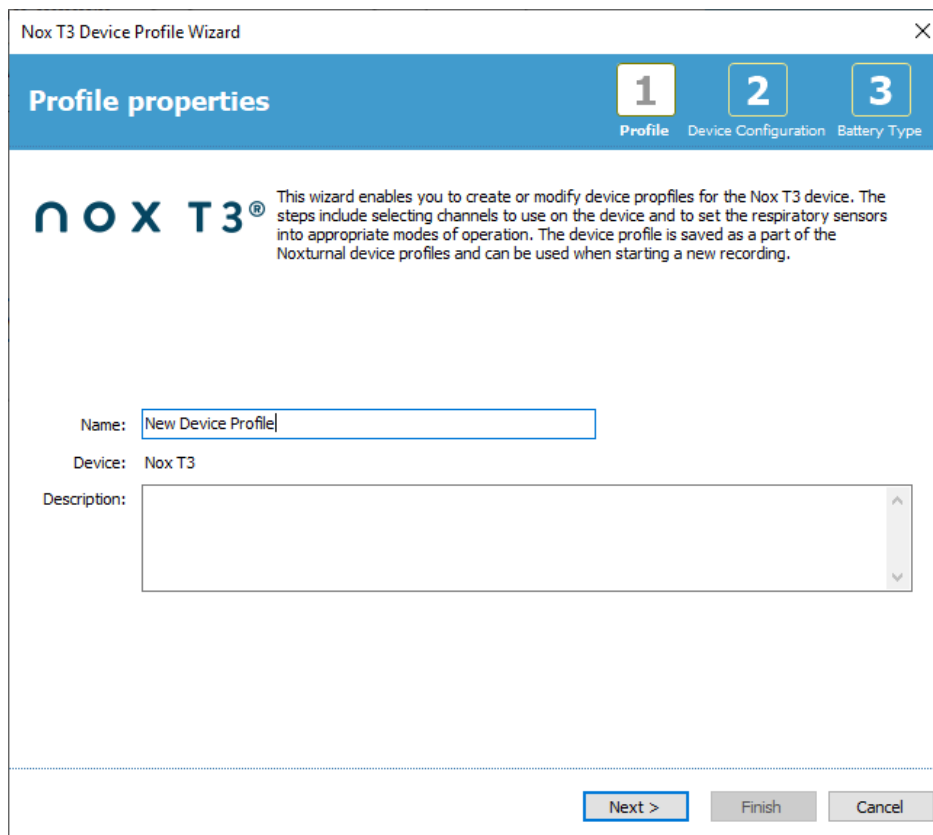 Nox T3 Device Profile Wizard
Profile properties
1
Profile
2
Device Configuration
3
Battery Type
nox T3®
This wizard enables you to create or modify device propfiles for the Nox T3 device. The
steps include selecting channels to use on the device and to set the respiratory sensors
into appropriate modes of operation. The device profile is saved as a part of the
Noxturnal device profiles and can be used when starting a new recording.
Name: New Device Profile
Device: Nox T3
Description:
Next > Finish Cancel